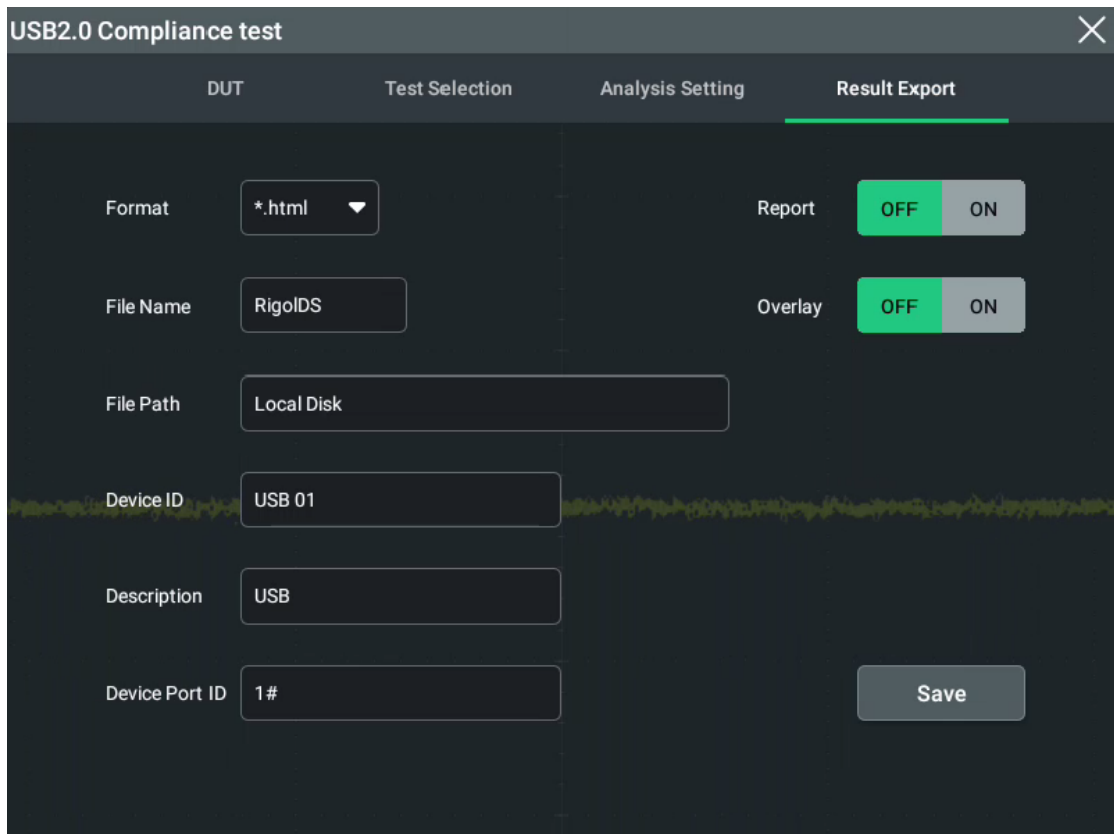 USB2.0 Compliance test
DUT Test Selection Analysis Setting Result Export
Format *.html Report OFF ON
File Name RigolDS Overlay OFF ON
File Path Local Disk
Device ID USB 01
Description USB
Device Port ID 1# Save